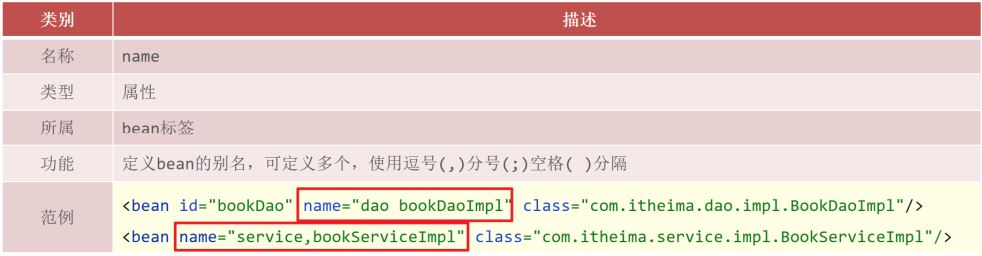 类别 描述
名称 name
类型 属性
所属 bean标签
功能 定义bean的别名，可定义多个，使用逗号(,)分号(;)空格( )分隔
范例
<bean id="bookDao" name="dao bookDaoImpl" class="com.itheima.dao.impl.BookDaoImpl"/>
<bean name="service,bookServiceImpl" class="com.itheima.service.impl.BookServiceImpl"/>